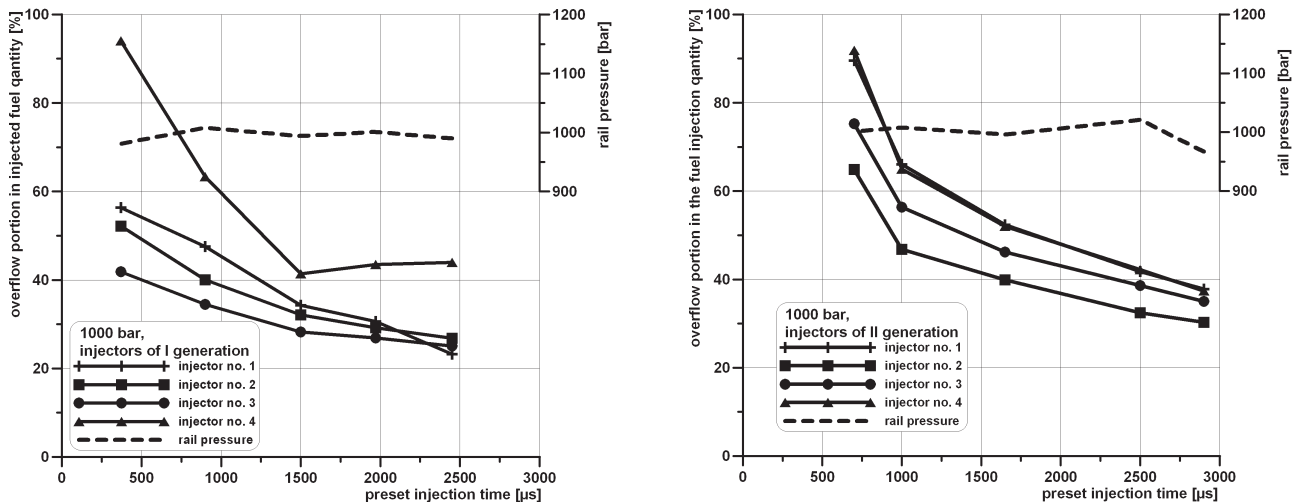 overflow portion in injected fuel qantity [%]
100
80
60
40
20
0
1200
1100
1000
900
rail pressure [bar]
1000 bar,
injectors of I generation
injector no. 1
injector no. 2
injector no. 3
injector no. 4
rail pressure
0 500 1000 1500 2000 2500 3000
preset injection time [µs]
overflow portion in the fuel injection qantity [%]
100
80
60
40
20
0
1200
1100
1000
900
rail pressure [bar]
1000 bar,
injectors of II generation
injector no. 1
injector no. 2
injector no. 3
injector no. 4
rail pressure
0 500 1000 1500 2000 2500 3000
preset injection time [µs]